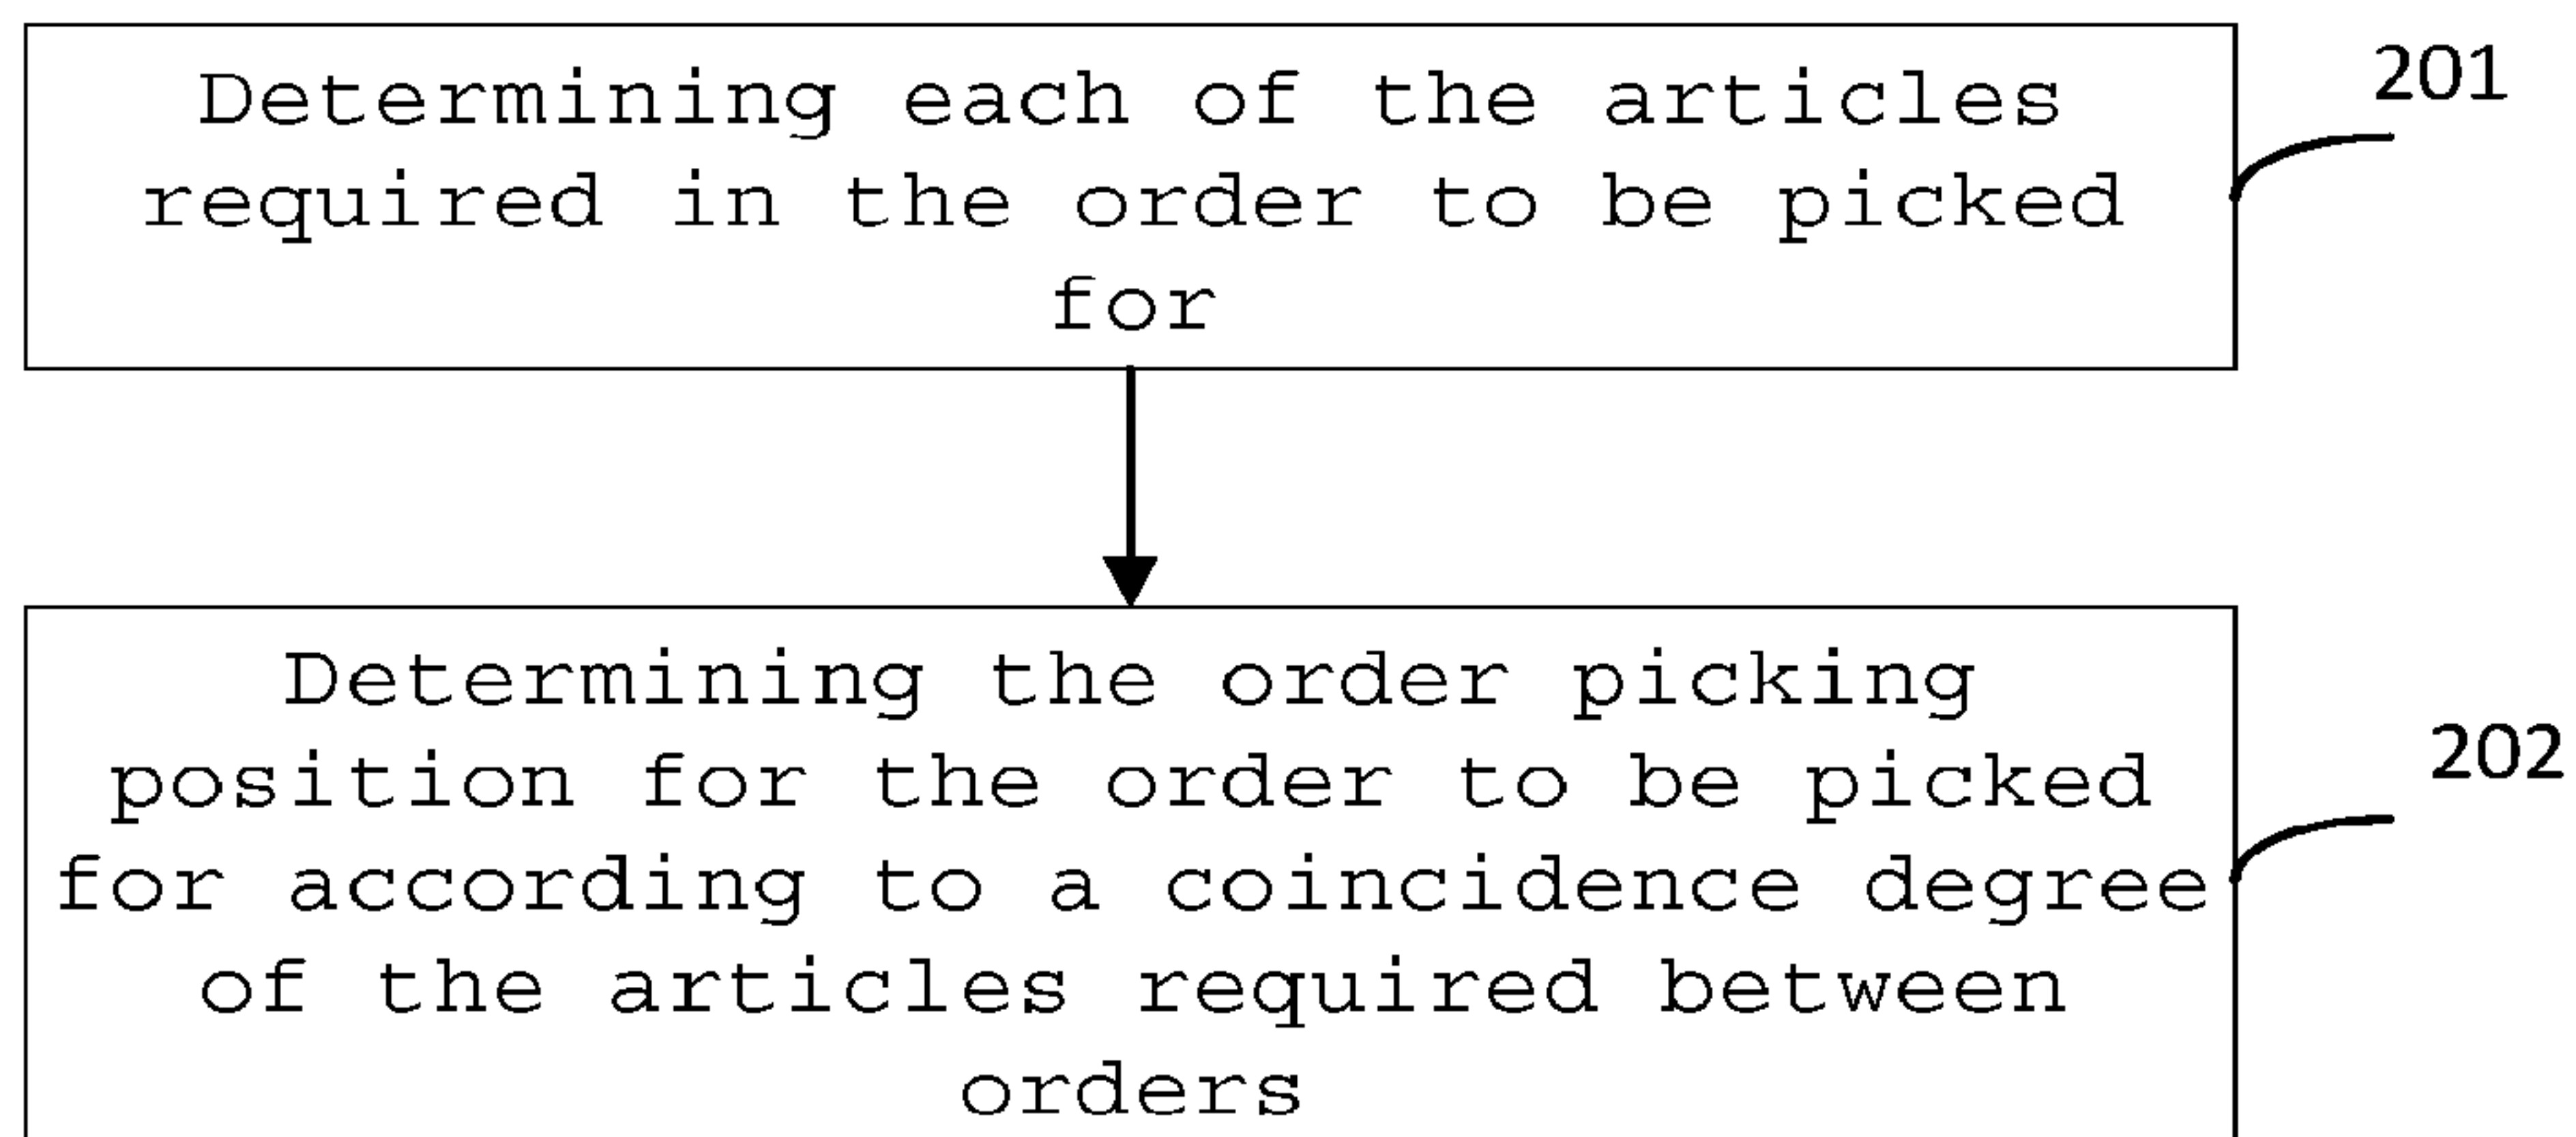 Determining each of the articles
required in the order to be picked
for
201
Determining the order picking
position for the order to be picked
for according to a coincidence degree
of the articles required between
orders
202